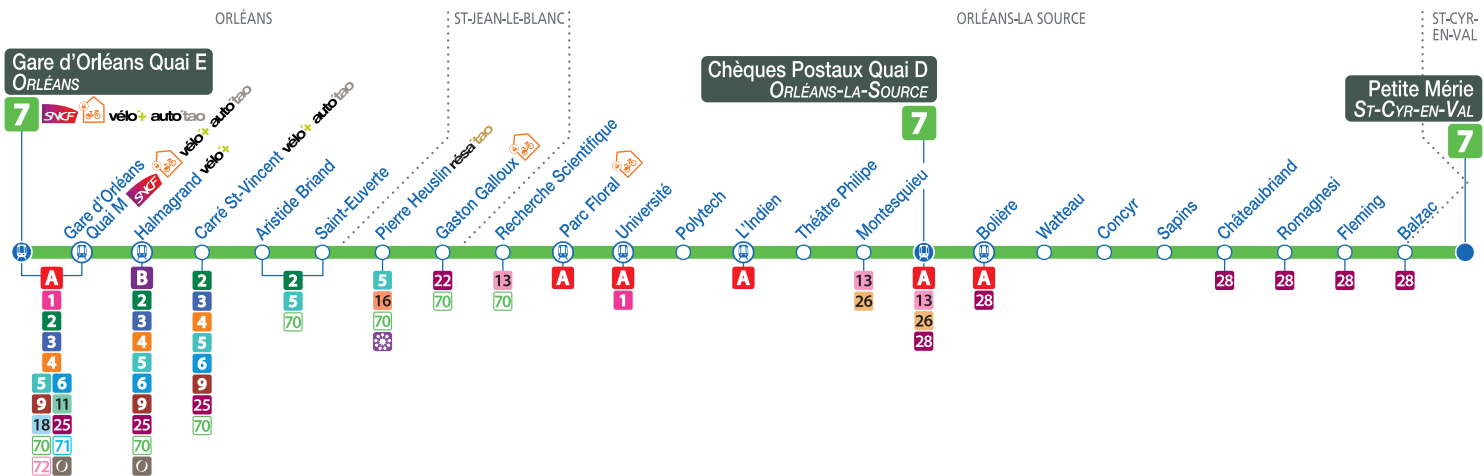 ORLÉANS
ST-JEAN-LE-BLANC
ORLÉANS-LA SOURCE
ST-CYR-
EN-VAL
Gare d'Orléans Quai E
ORLÉANS
7 SNCF vélo+ auto'tao
Chèques Postaux Quai D
ORLÉANS-LA-SOURCE
7
Petite Mérie
ST-CYR-EN-VAL
7
Gare d'Orléans
Quai M SNCF vélo+ auto'tao
Halmagrand vélo+
Carré St-Vincent vélo+ auto'tao
Aristide Briand
Saint-Euverte
Pierre Heuslin résa'tao
Gaston Galloux
Recherche Scientifique
Parc Floral
Université
Polytech
L'Indien
Théâtre Philipe
Montesquieu
Bolière
Watteau
Concyr
Sapins
Châteaubriand
Romagnesi
Fleming
Balzac
A
1
2
3
4
5 6
9 11
18 25
70 71
72 O
B
2
3
4
5
6
9
25
70
O
2
3
4
5
6
9
25
70
2
5
70
5
16
70
22
70
13
70
A
A
1
A
13
26
A
13
26
28
A
28
28
28
28
28